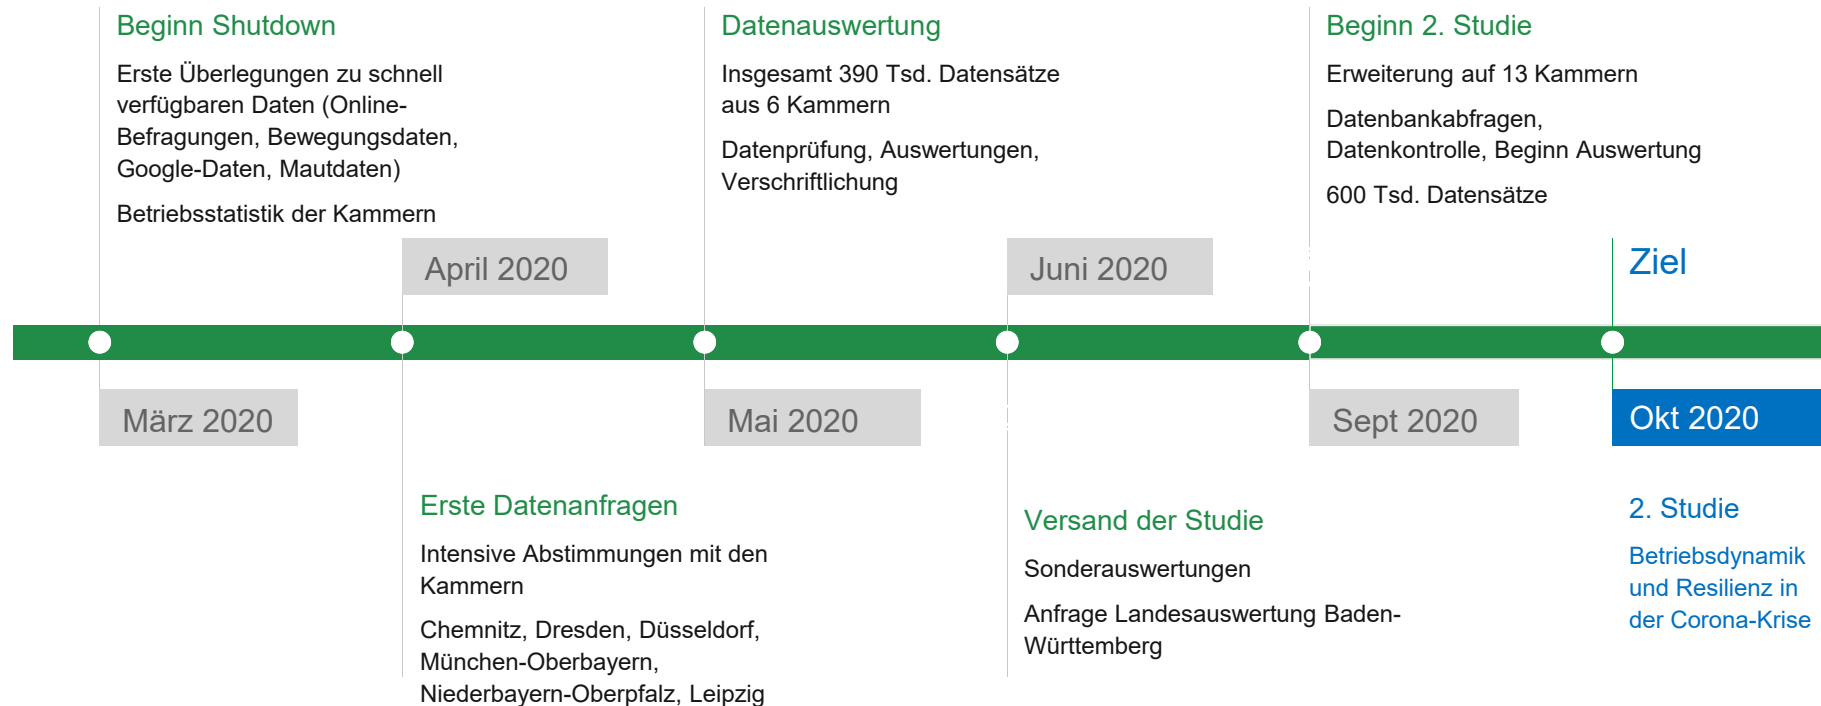 Beginn Shutdown
Erste Überlegungen zu schnell
verfügbaren Daten (Online-
Befragungen, Bewegungsdaten,
Google-Daten, Mautdaten)
Betriebsstatistik der Kammern
Datenauswertung
Insgesamt 390 Tsd. Datensätze
aus 6 Kammern
Datenprüfung, Auswertungen,
Verschriftlichung
Beginn 2. Studie
Erweiterung auf 13 Kammern
Datenbankabfragen,
Datenkontrolle, Beginn Auswertung
600 Tsd. Datensätze
April 2020
Juni 2020
Ziel
März 2020
Mai 2020
Sept 2020
Okt 2020
Erste Datenanfragen
Intensive Abstimmungen mit den
Kammern
Chemnitz, Dresden, Düsseldorf,
München-Oberbayern,
Niederbayern-Oberpfalz, Leipzig
Versand der Studie
Sonderauswertungen
Anfrage Landesauswertung Baden-
Württemberg
2. Studie
Betriebsdynamik
und Resilienz in
der Corona-Krise